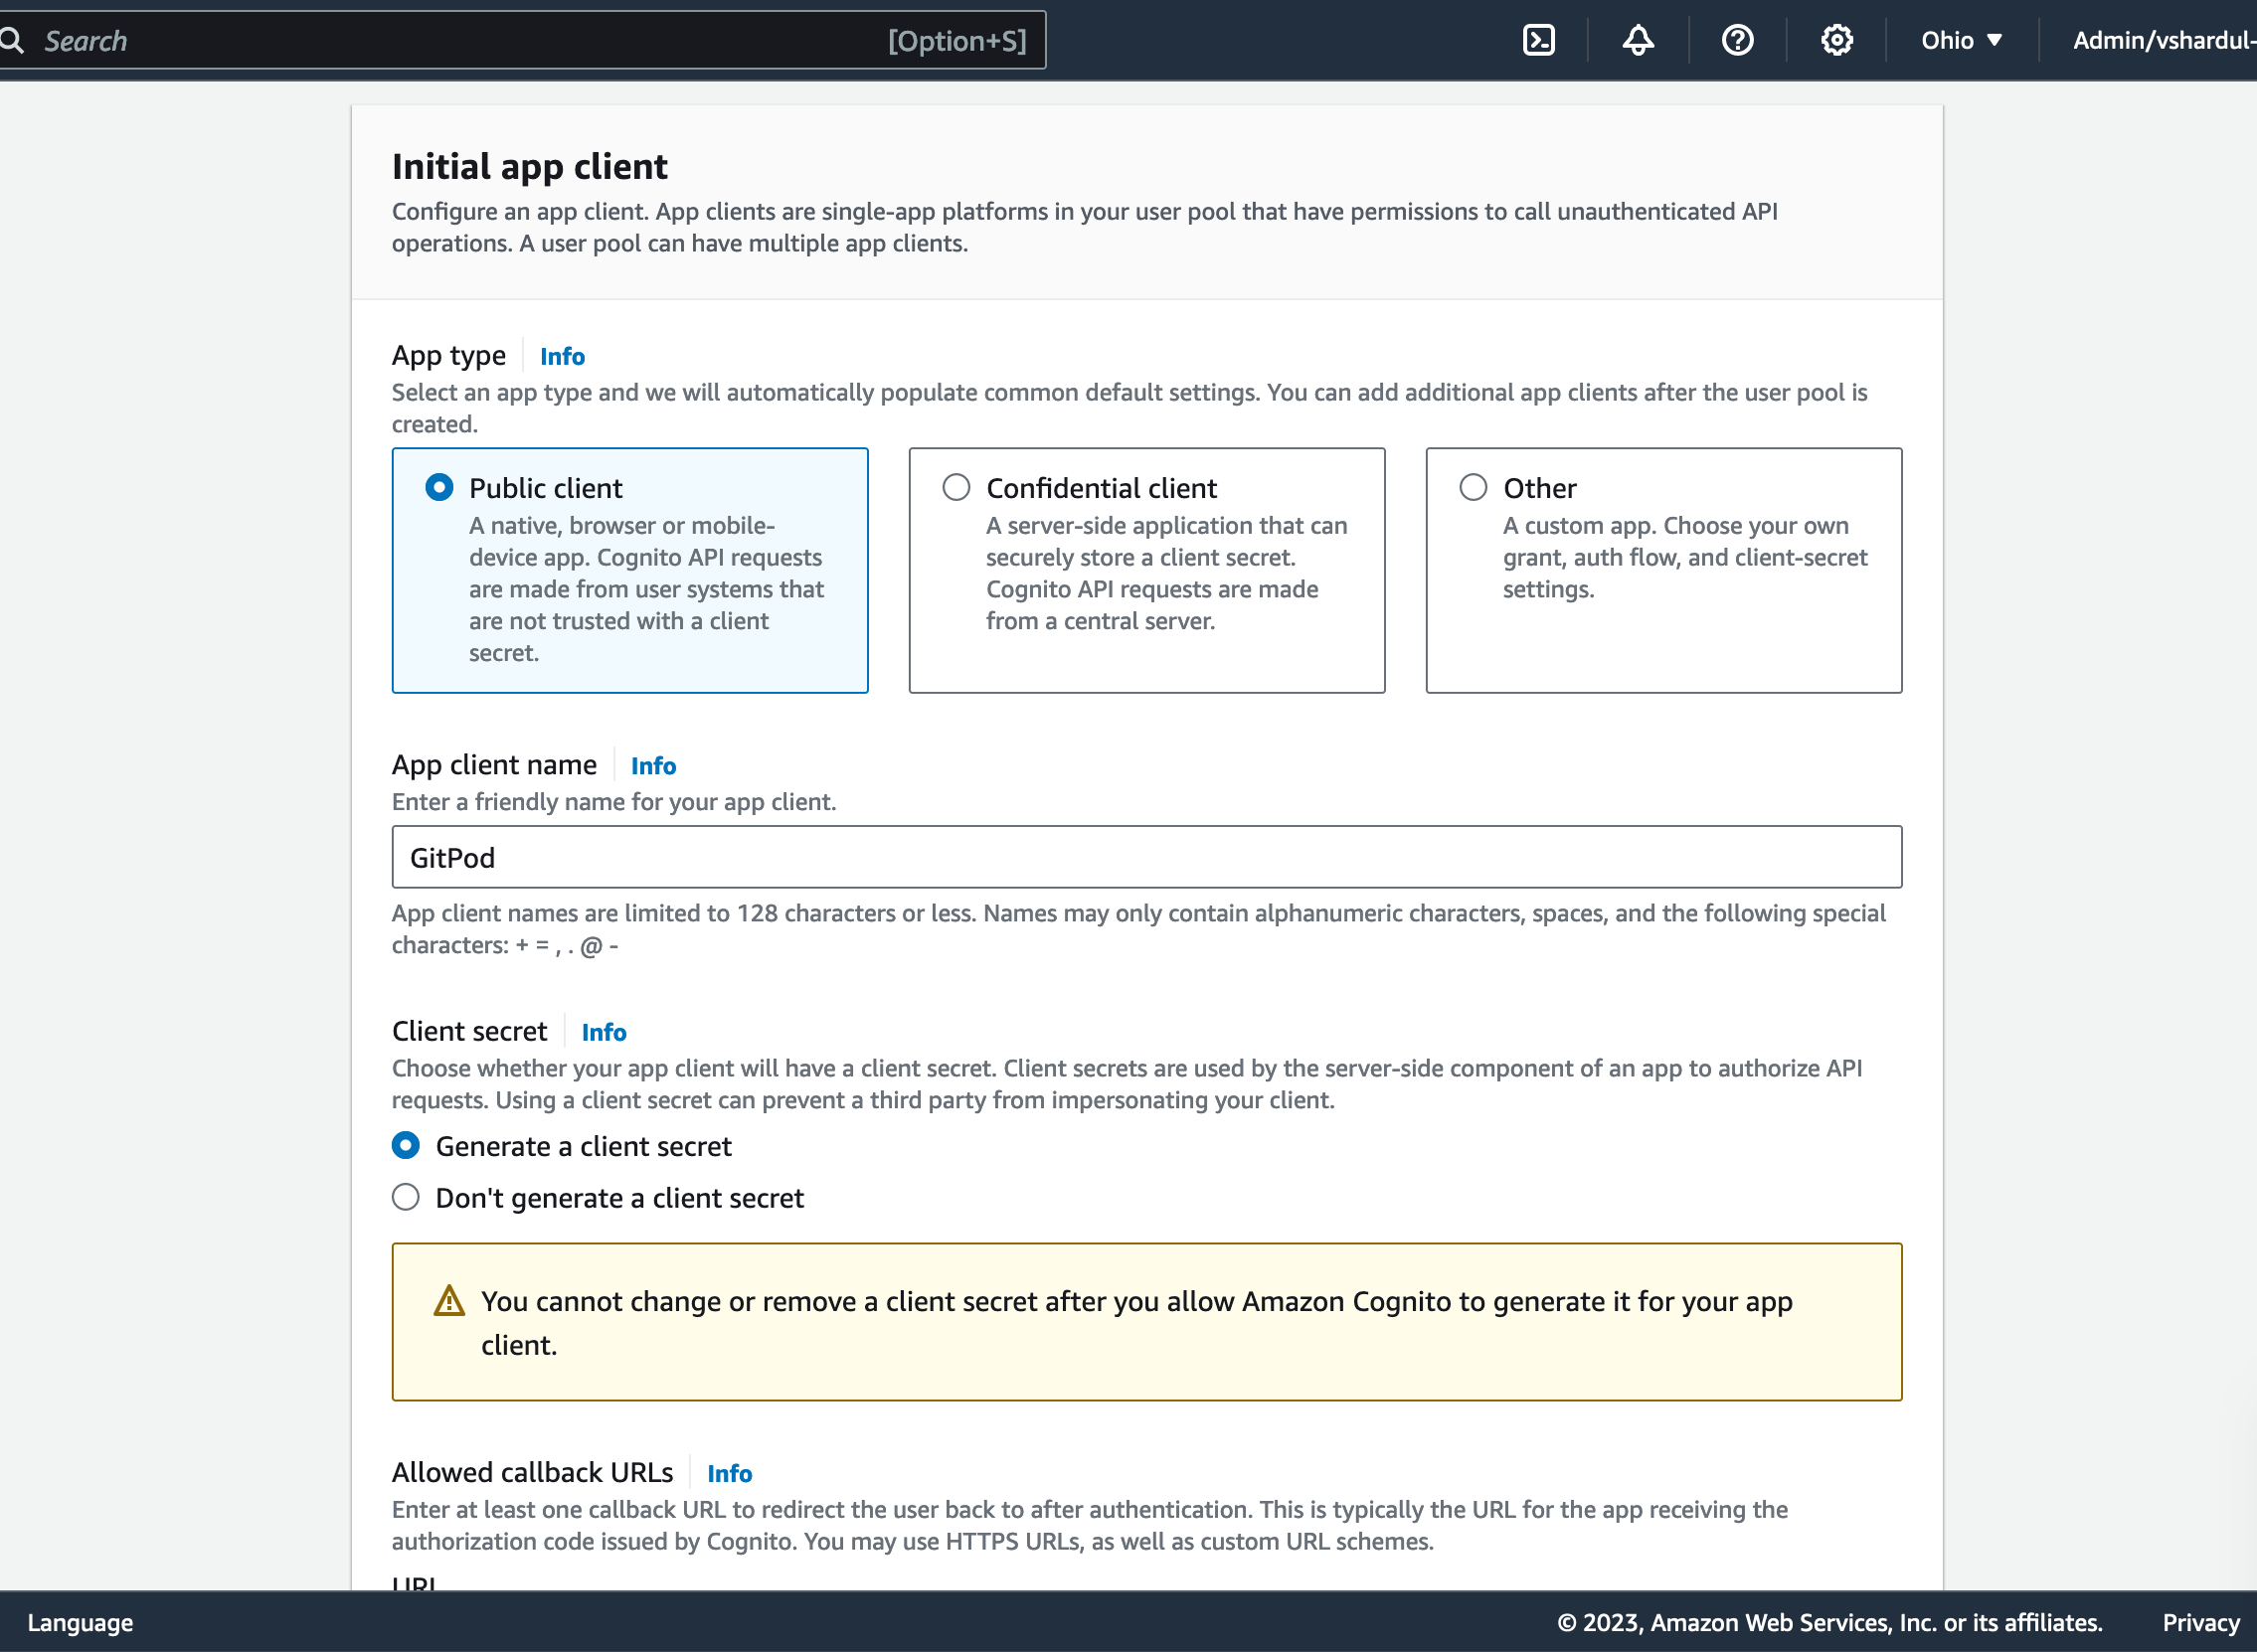 Search [Option+S] Ohio ▼ Admin/vshardul-
Initial app client
Configure an app client. App clients are single-app platforms in your user pool that have permissions to call unauthenticated API
operations. A user pool can have multiple app clients.
App type Info
Select an app type and we will automatically populate common default settings. You can add additional app clients after the user pool is
created.
Public client
A native, browser or mobile-
device app. Cognito API requests
are made from user systems that
are not trusted with a client
secret.
Confidential client
A server-side application that can
securely store a client secret.
Cognito API requests are made
from a central server.
Other
A custom app. Choose your own
grant, auth flow, and client-secret
settings.
App client name Info
Enter a friendly name for your app client.
GitPod
App client names are limited to 128 characters or less. Names may only contain alphanumeric characters, spaces, and the following special
characters: + = , . @ -
Client secret Info
Choose whether your app client will have a client secret. Client secrets are used by the server-side component of an app to authorize API
requests. Using a client secret can prevent a third party from impersonating your client.
Generate a client secret
Don't generate a client secret
You cannot change or remove a client secret after you allow Amazon Cognito to generate it for your app
client.
Allowed callback URLs Info
Enter at least one callback URL to redirect the user back to after authentication. This is typically the URL for the app receiving the
authorization code issued by Cognito. You may use HTTPS URLs, as well as custom URL schemes.
URL
Language © 2023, Amazon Web Services, Inc. or its affiliates. Privacy